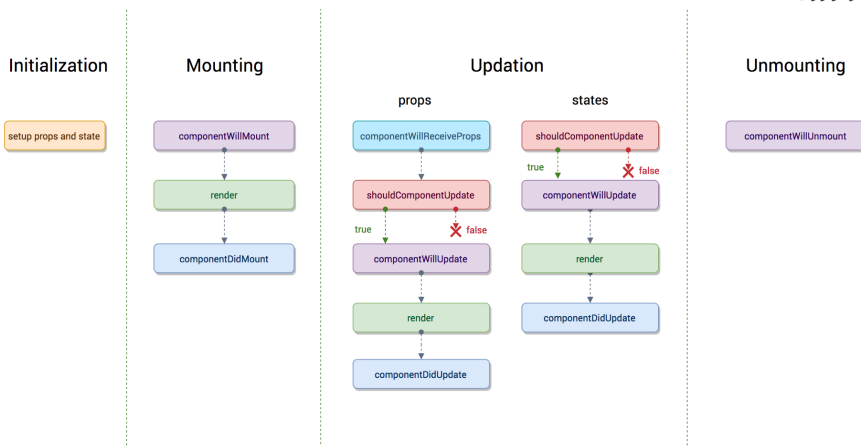 Initialization
Mounting
Updation
Unmounting
props
states
setup props and state
componentWillMount
render
componentDidMount
componentWillReceiveProps
shouldComponentUpdate
true
false
componentWillUpdate
render
componentDidUpdate
shouldComponentUpdate
true
false
componentWillUpdate
render
componentDidUpdate
componentWillUnmount